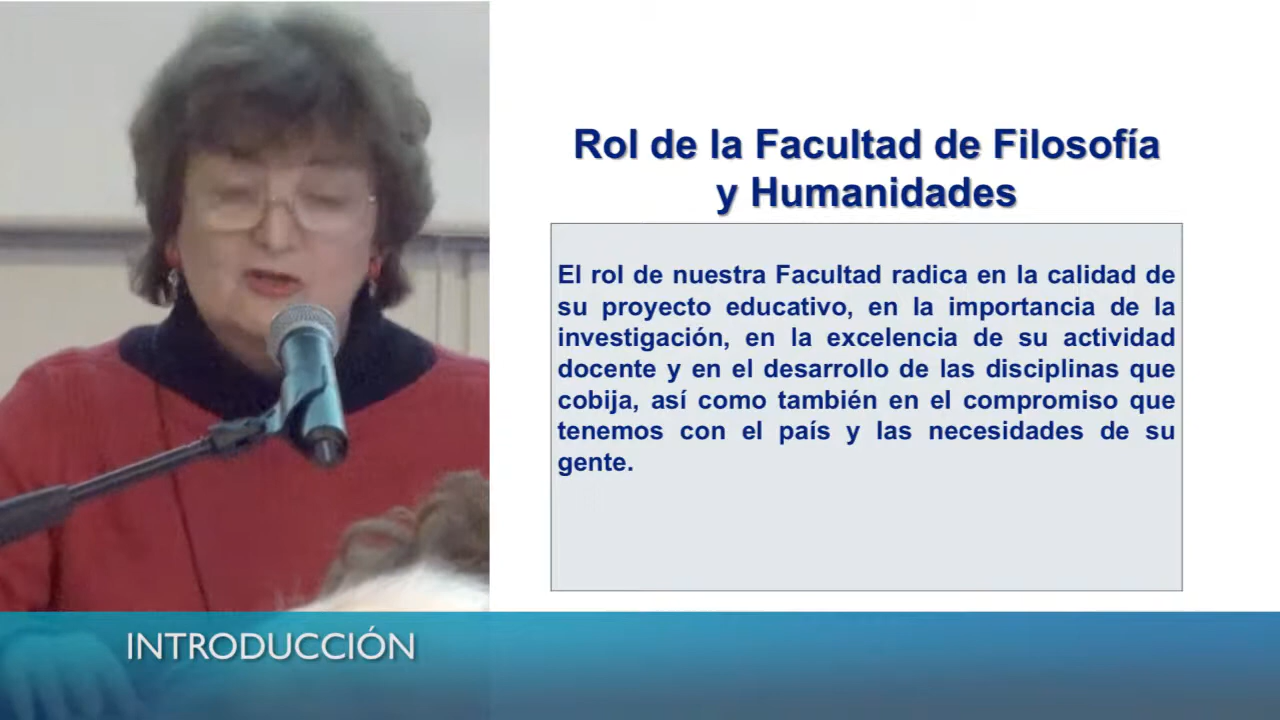 Rol de la Facultad de Filosofía
y Humanidades
El rol de nuestra Facultad radica en la calidad de
su proyecto educativo, en la importancia de la
investigación, en la excelencia de su actividad
docente y en el desarrollo de las disciplinas que
cobija, así como también en el compromiso que
tenemos con el país y las necesidades de su
gente.
INTRODUCCIÓN